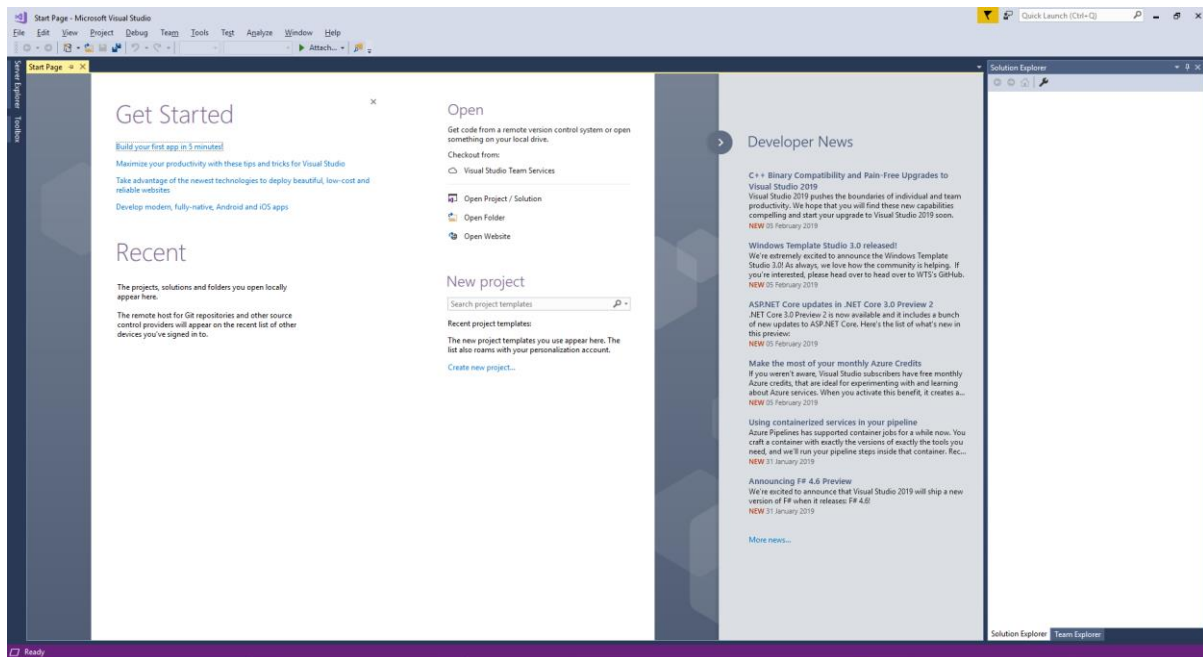 Start Page - Microsoft Visual Studio
Quick Launch (Ctrl+Q)
File Edit View Project Debug Team Tools Test Analyze Window Help
Attach...
Server Explorer
Toolbox
Start Page
Get Started
Build your first app in 5 minutes!
Maximize your productivity with these tips and tricks for Visual Studio
Take advantage of the newest technologies to deploy beautiful, low-cost and
reliable websites
Develop modern, fully-native, Android and iOS apps
Recent
The projects, solutions and folders you open locally
appear here.
The remote host for Git repositories and other source
control providers will appear on the recent list of other
devices you've signed in to.
Open
Get code from a remote version control system or open
something on your local drive.
Checkout from:
Visual Studio Team Services
Open Project / Solution
Open Folder
Open Website
New project
Search project templates
Recent project templates:
The new project templates you use appear here. The
list also roams with your personalization account.
Create new project...
Developer News
C++ Binary Compatibility and Pain-Free Upgrades to
Visual Studio 2019
Visual Studio 2019 pushes the boundaries of individual and team
productivity. We hope that you will find these new capabilities
compelling and start your upgrade to Visual Studio 2019 soon.
NEW 05 February 2019
Windows Template Studio 3.0 released!
We're extremely excited to announce the Windows Template
Studio 3.0! As always, we love how the community is helping. If
you're interested, please head over to head over to WTS's GitHub.
NEW 05 February 2019
ASP.NET Core updates in .NET Core 3.0 Preview 2
.NET Core 3.0 Preview 2 is now available and it includes a bunch
of new updates to ASP.NET Core. Here's the list of what's new in
this preview:
NEW 05 February 2019
Make the most of your monthly Azure Credits
If you weren't aware, Visual Studio subscribers have free monthly
Azure credits, that are ideal for experimenting with and learning
about Azure services. When you activate this benefit, it creates a...
NEW 05 February 2019
Using containerized services in your pipeline
Azure Pipelines has supported container jobs for a while now. You
craft a container with exactly the versions of exactly the tools you
need, and we'll run your pipeline steps inside that container. Rec...
NEW 31 January 2019
Announcing F# 4.6 Preview
We're excited to announce that Visual Studio 2019 will ship a new
version of F# when it releases: F# 4.6!
NEW 31 January 2019
More news...
Solution Explorer
Solution Explorer Team Explorer
Ready